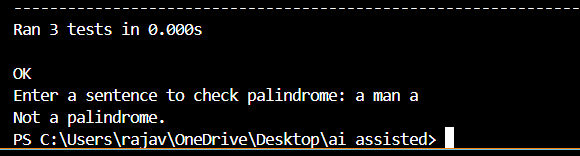 ----------------------------------------------------------------------
Ran 3 tests in 0.000s
OK
Enter a sentence to check palindrome: a man a
Not a palindrome.
PS C:\Users\rajav\OneDrive\Desktop\ai assisted>